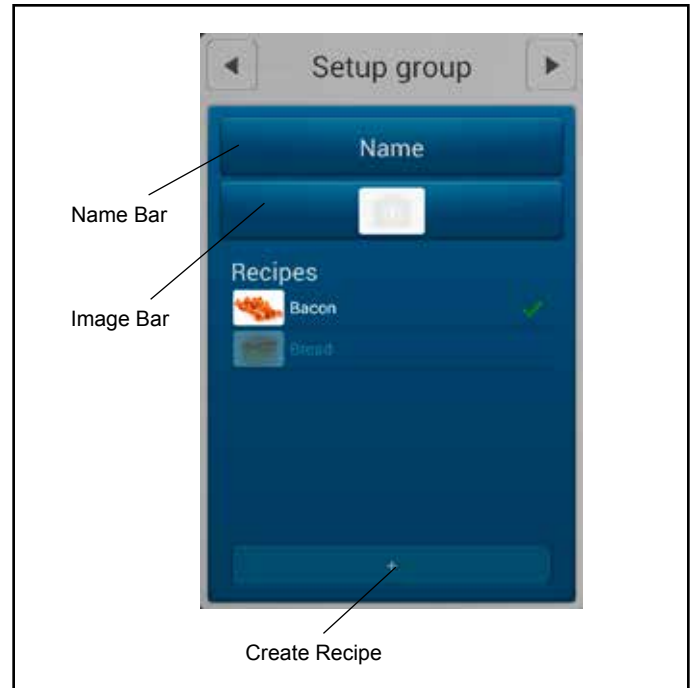 Setup group
Name
Name Bar
Image Bar
Recipes
Bacon
Bread
+
Create Recipe